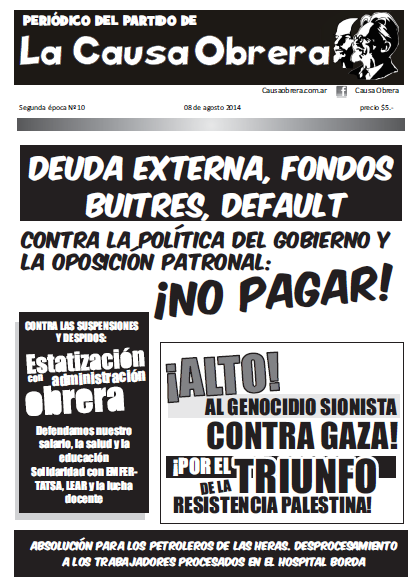 PERIÓDICO DEL PARTIDO DE
La Causa Obrera
Causaobrera.com.ar f Causa Obrera
Segunda época Nº 10 08 de agosto 2014 precio $5.-
DEUDA EXTERNA, FONDOS
BUITRES, DEFAULT
CONTRA LA POLÍTICA DEL GOBIERNO Y
LA OPOSICIÓN PATRONAL:
¡NO PAGAR!
CONTRA LAS SUSPENSIONES
Y DESPIDOS:
Estatización
con administración
obrera
Defendamos nuestro
salario, la salud y la
educación
Solidaridad con EMFER-
TATSA, LEAR y la lucha
docente
¡ALTO!
AL GENOCIDIO SIONISTA
CONTRA GAZA!
¡POR EL
DE LA TRIUNFO
RESISTENCIA PALESTINA!
ABSOLUCIÓN PARA LOS PETROLEROS DE LAS HERAS. DESPROCESAMIENTO
A LOS TRABAJADORES PROCESADOS EN EL HOSPITAL BORDA